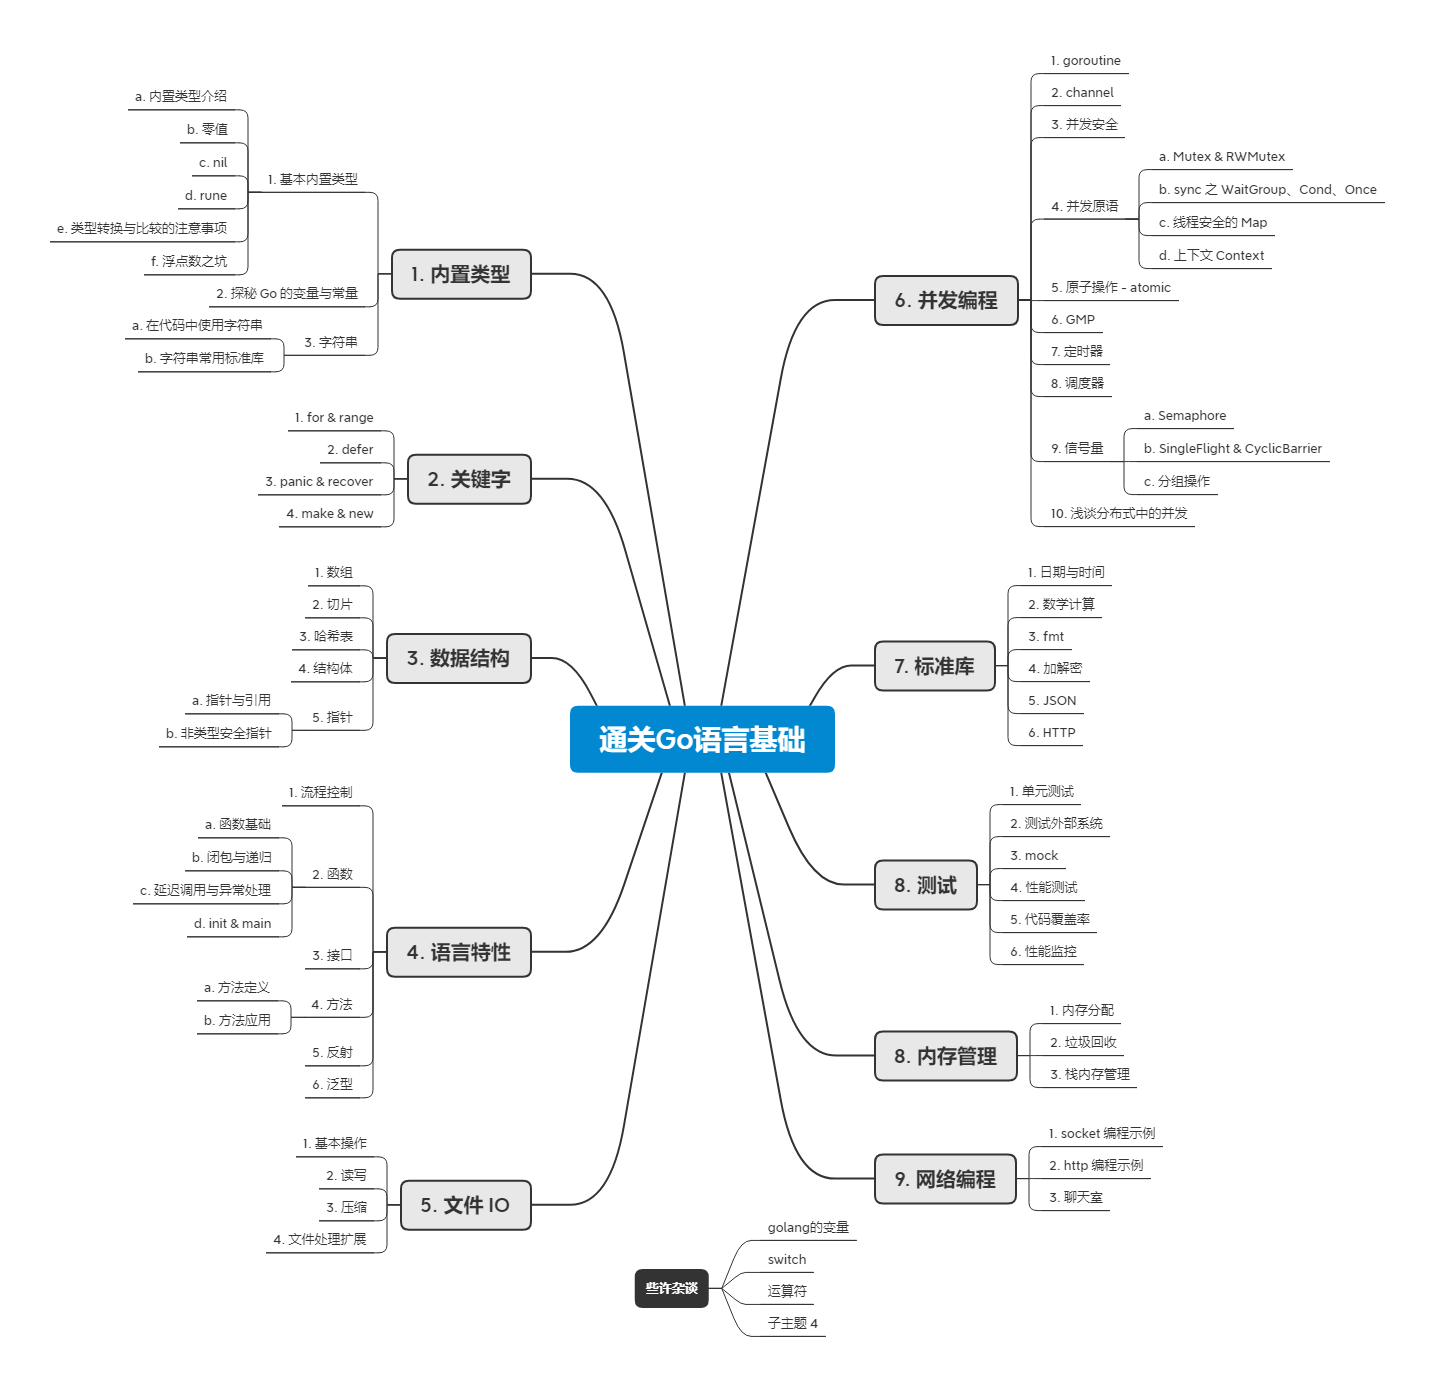 通关Go语言基础
1. 内置类型
1. 基本内置类型
a. 内置类型介绍
b. 零值
c. nil
d. rune
e. 类型转换与比较的注意事项
f. 浮点数之坑
2. 探秘 Go 的变量与常量
3. 字符串
a. 在代码中使用字符串
b. 字符串常用标准库
2. 关键字
1. for & range
2. defer
3. panic & recover
4. make & new
3. 数据结构
1. 数组
2. 切片
3. 哈希表
4. 结构体
5. 指针
a. 指针与引用
b. 非类型安全指针
4. 语言特性
1. 流程控制
2. 函数
a. 函数基础
b. 闭包与递归
c. 延迟调用与异常处理
d. init & main
3. 接口
4. 方法
a. 方法定义
b. 方法应用
5. 反射
6. 泛型
5. 文件 IO
1. 基本操作
2. 读写
3. 压缩
4. 文件处理扩展
6. 并发编程
1. goroutine
2. channel
3. 并发安全
4. 并发原语
a. Mutex & RWMutex
b. sync 之 WaitGroup、Cond、Once
c. 线程安全的 Map
d. 上下文 Context
5. 原子操作 - atomic
6. GMP
7. 定时器
8. 调度器
9. 信号量
a. Semaphore
b. SingleFlight & CyclicBarrier
c. 分组操作
10. 浅谈分布式中的并发
7. 标准库
1. 日期与时间
2. 数学计算
3. fmt
4. 加解密
5. JSON
6. HTTP
8. 测试
1. 单元测试
2. 测试外部系统
3. mock
4. 性能测试
5. 代码覆盖率
6. 性能监控
8. 内存管理
1. 内存分配
2. 垃圾回收
3. 栈内存管理
9. 网络编程
1. socket 编程示例
2. http 编程示例
3. 聊天室
些许杂谈
golang的变量
switch
运算符
子主题 4